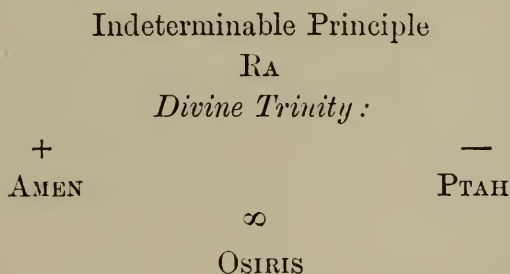 Indeterminable Principle
RA
Divine Trinity :
+ —
AMEN PTAH
∞
OSIRIS